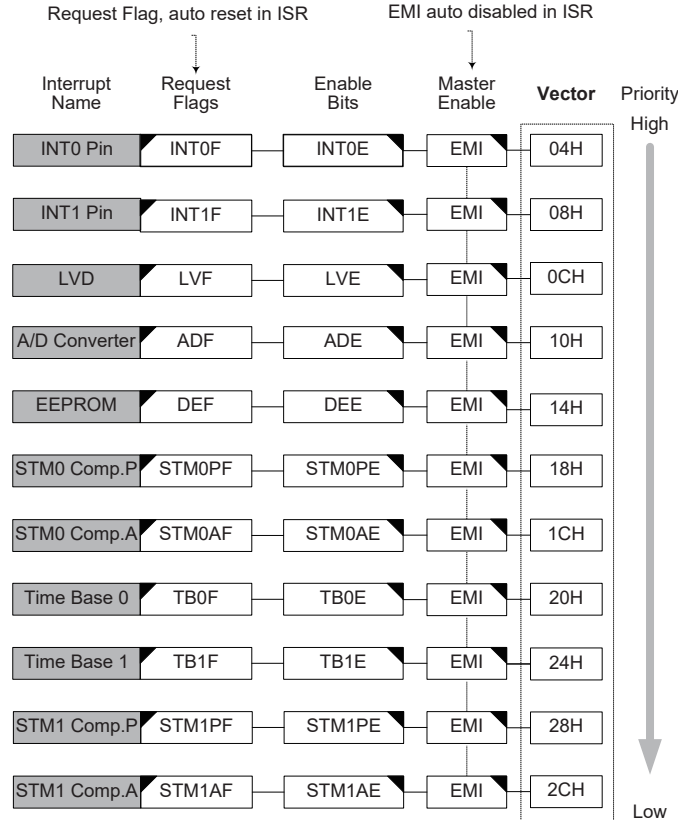 Request Flag, auto reset in ISR EMI auto disabled in ISR
Interrupt Name Request Flags Enable Bits Master Enable Vector Priority
High
INT0 Pin INT0F INT0E EMI 04H
INT1 Pin INT1F INT1E EMI 08H
LVD LVF LVE EMI 0CH
A/D Converter ADF ADE EMI 10H
EEPROM DEF DEE EMI 14H
STM0 Comp.P STM0PF STM0PE EMI 18H
STM0 Comp.A STM0AF STM0AE EMI 1CH
Time Base 0 TB0F TB0E EMI 20H
Time Base 1 TB1F TB1E EMI 24H
STM1 Comp.P STM1PF STM1PE EMI 28H
STM1 Comp.A STM1AF STM1AE EMI 2CH
Low